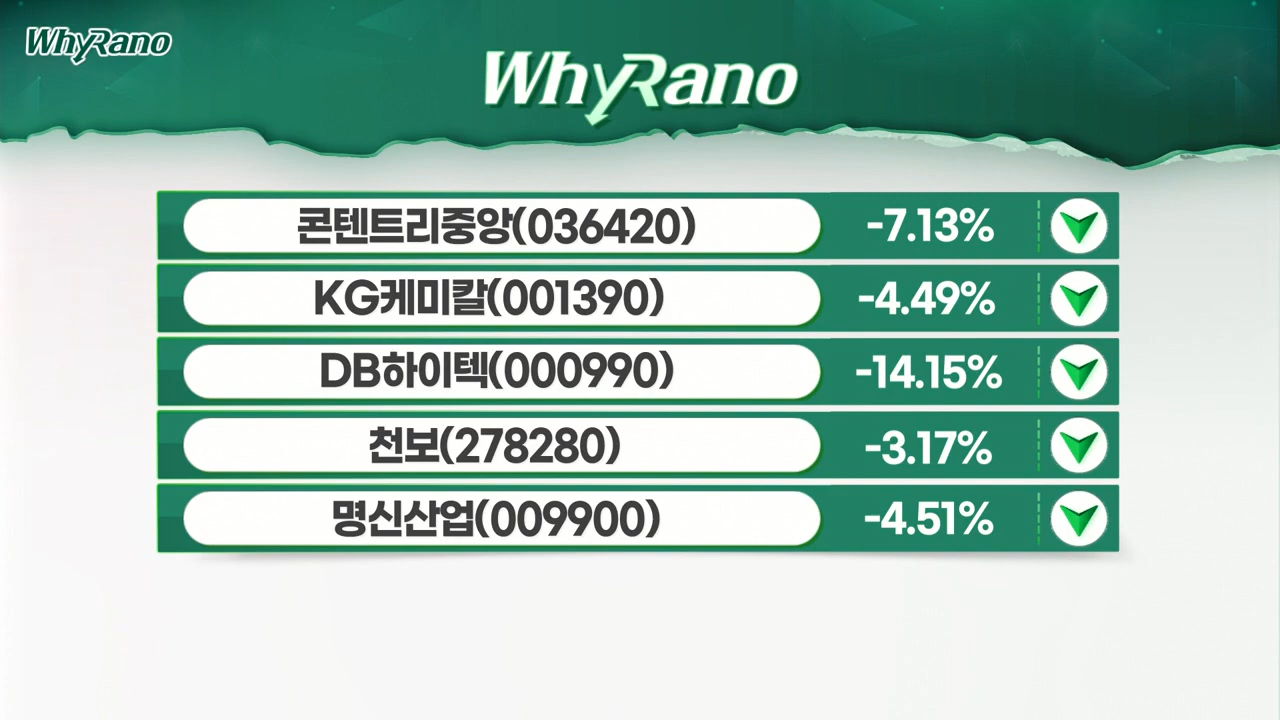 WhyRano
WhyRano
콘텐트리중앙(036420) -7.13%
KG케미칼(001390) -4.49%
DB하이텍(000990) -14.15%
천보(278280) -3.17%
명신산업(009900) -4.51%